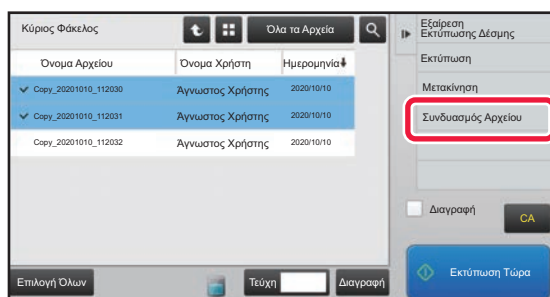 Κύριος Φάκελος
Όλα τα Αρχεία
Όνομα Αρχείου Όνομα Χρήστη Ημερομηνία
Copy_20201010_112030 Άγνωστος Χρήστης 2020/10/10
Copy_20201010_112031 Άγνωστος Χρήστης 2020/10/10
Copy_20201010_112032 Άγνωστος Χρήστης 2020/10/10
Επιλογή Όλων
Τεύχη
Διαγραφή
Εξαίρεση
Εκτύπωσης Δέσμης
Εκτύπωση
Μετακίνηση
Συνδυασμός Αρχείου
Διαγραφή
CA
Εκτύπωση Τώρα